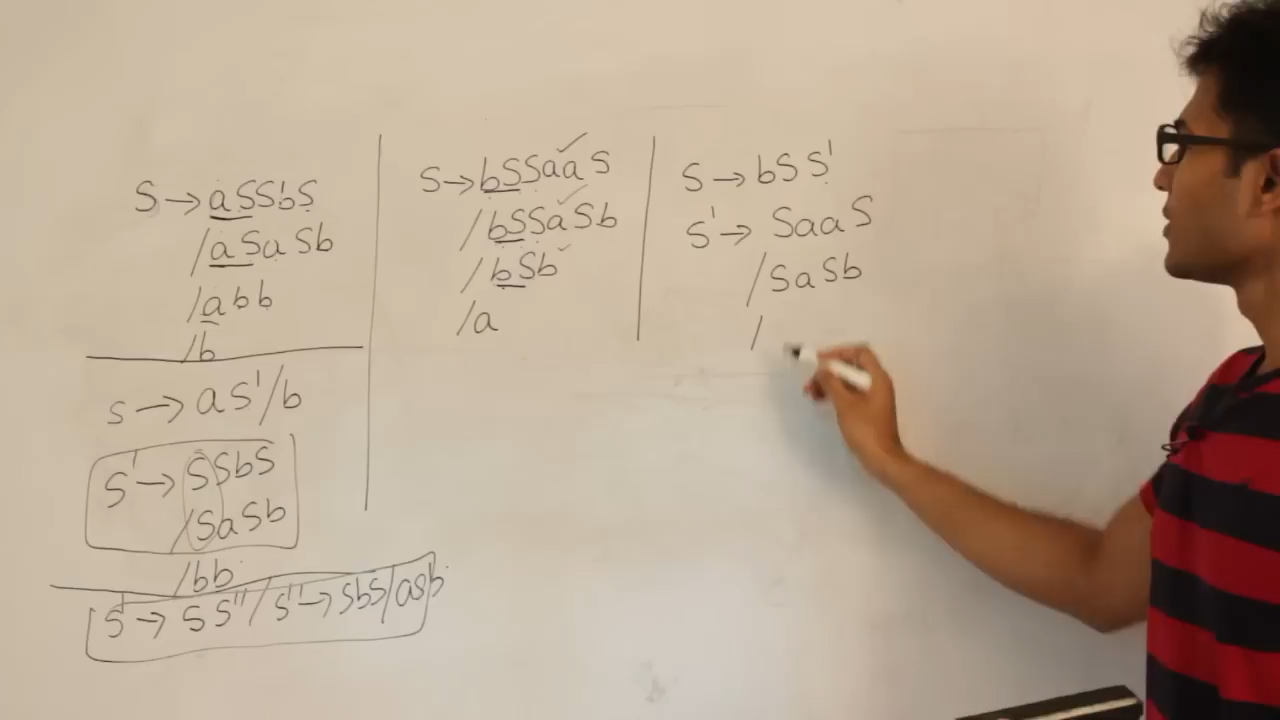 S → aSSbS
/aSaSb
/abb
/b
S → aS'/b
S' → SSbS
/SaSb
/bb
S' → SS''/S'' → SbS/aSb
S → bSSaaS
/bSSaSb
/bSb
/a
S → bSS'
S' → SaaS
/SaSb
/